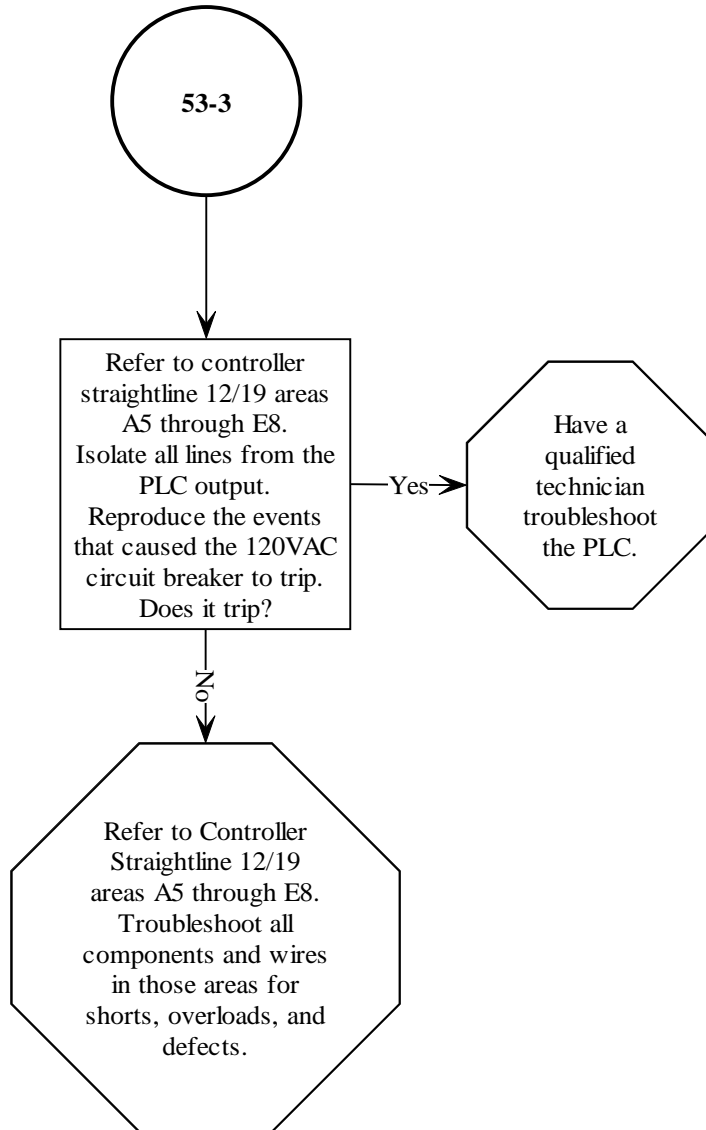 53-3
Refer to controller
straightline 12/19 areas
A5 through E8.
Isolate all lines from the
PLC output.
Reproduce the events
that caused the 120VAC
circuit breaker to trip.
Does it trip?
Yes
Have a
qualified
technician
troubleshoot
the PLC.
No
Refer to Controller
Straightline 12/19
areas A5 through E8.
Troubleshoot all
components and wires
in those areas for
shorts, overloads, and
defects.